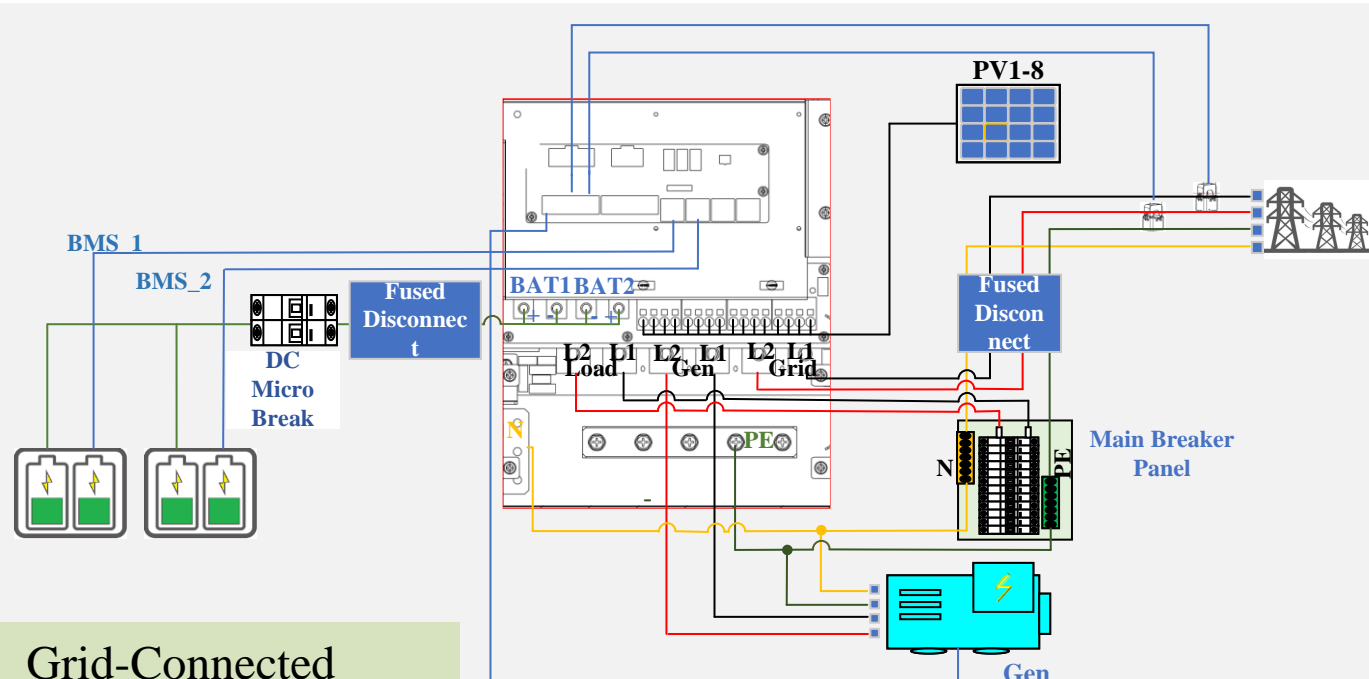 PV1-8
BMS_1
BMS_2
BAT1 BAT2
+ - - +
Fused
Disconnec
t
Fused
Discon
nect
DC
Micro
Break
L2 L1 L2 L1 L2 L1
Load Gen Grid
N
PE
N
PE
Main Breaker
Panel
-
Grid-Connected
Gen